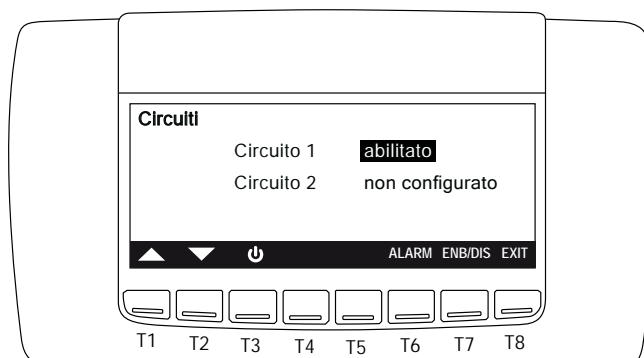 Circuiti
Circuito 1 abilitato
Circuito 2 non configurato
ALARM ENB/DIS EXIT
T1 T2 T3 T4 T5 T6 T7 T8